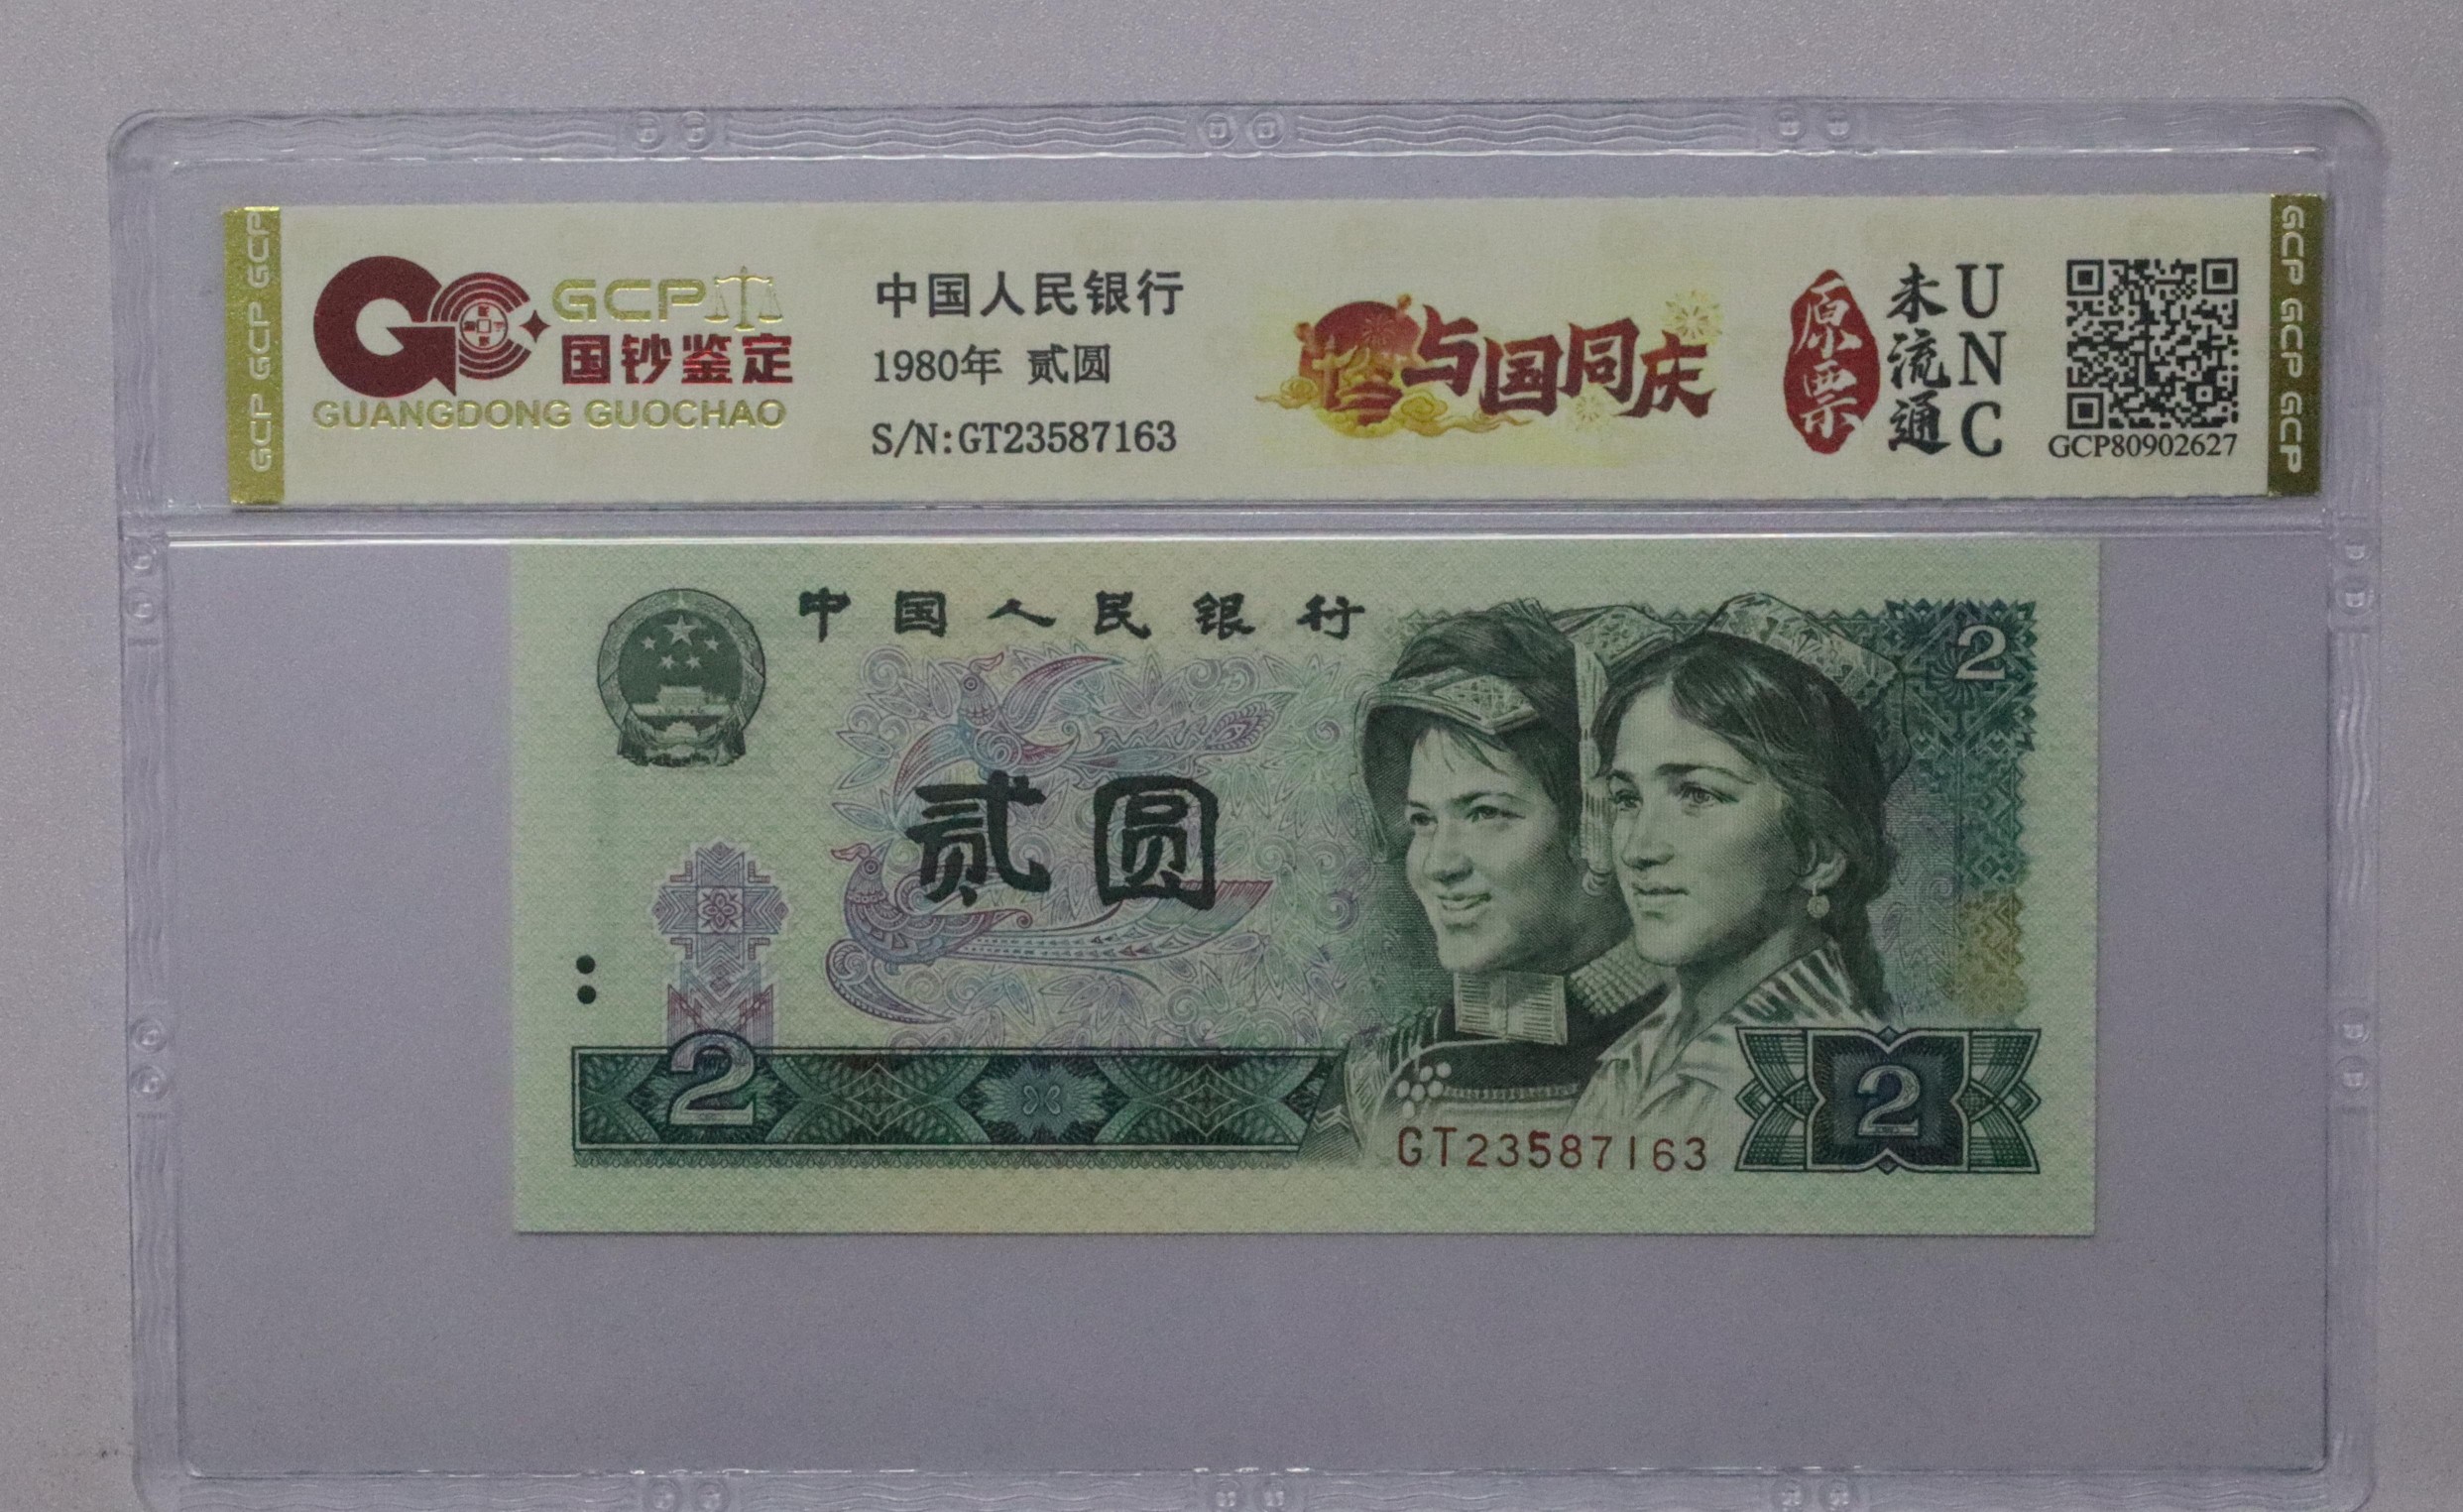 GCP GCP GCP
GCP
国钞鉴定
GUANGDONG GUOCHAO
中国人民银行
1980年 贰圆
S/N:GT23587163
与国同庆
原票
未流通
UNC
GCP80902627
GCP GCP GCP
中国人民银行
2
贰圆
2
2
GT23587163